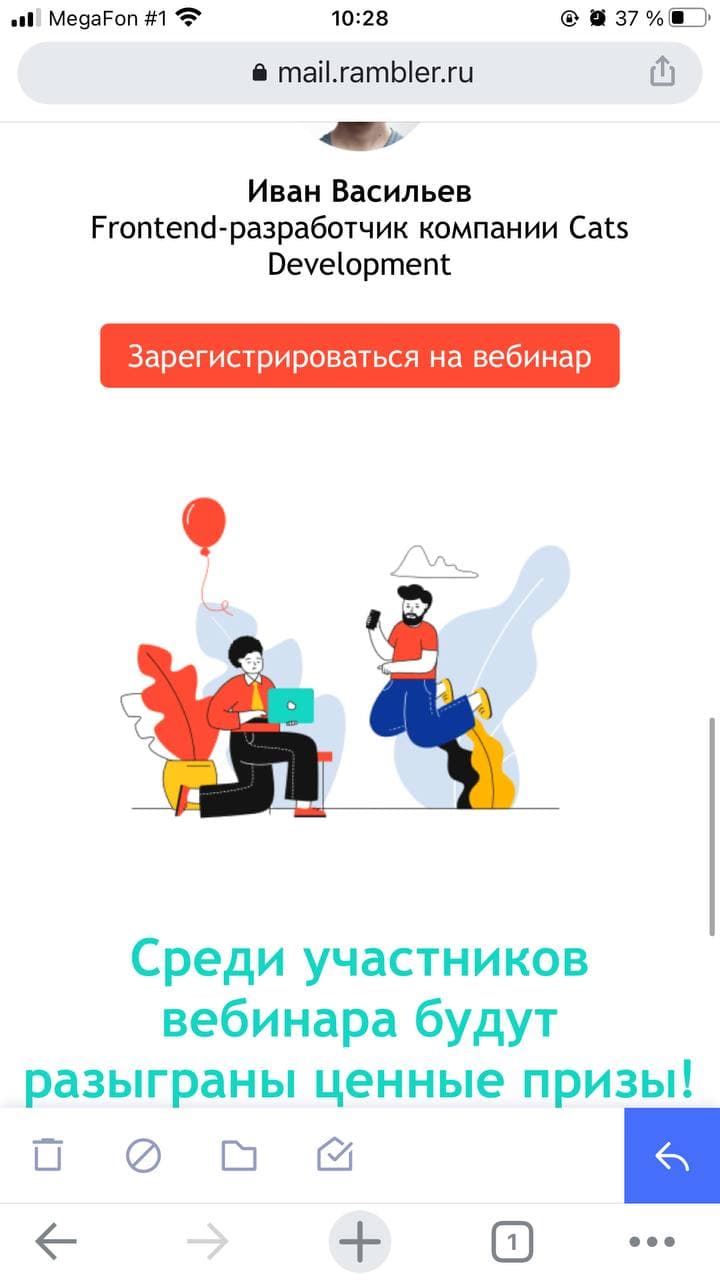 MegaFon #1 10:28 37 %
mail.rambler.ru
Иван Васильев
Frontend-разработчик компании Cats
Development
Зарегистрироваться на вебинар
Среди участников
вебинара будут
разыграны ценные призы!
1